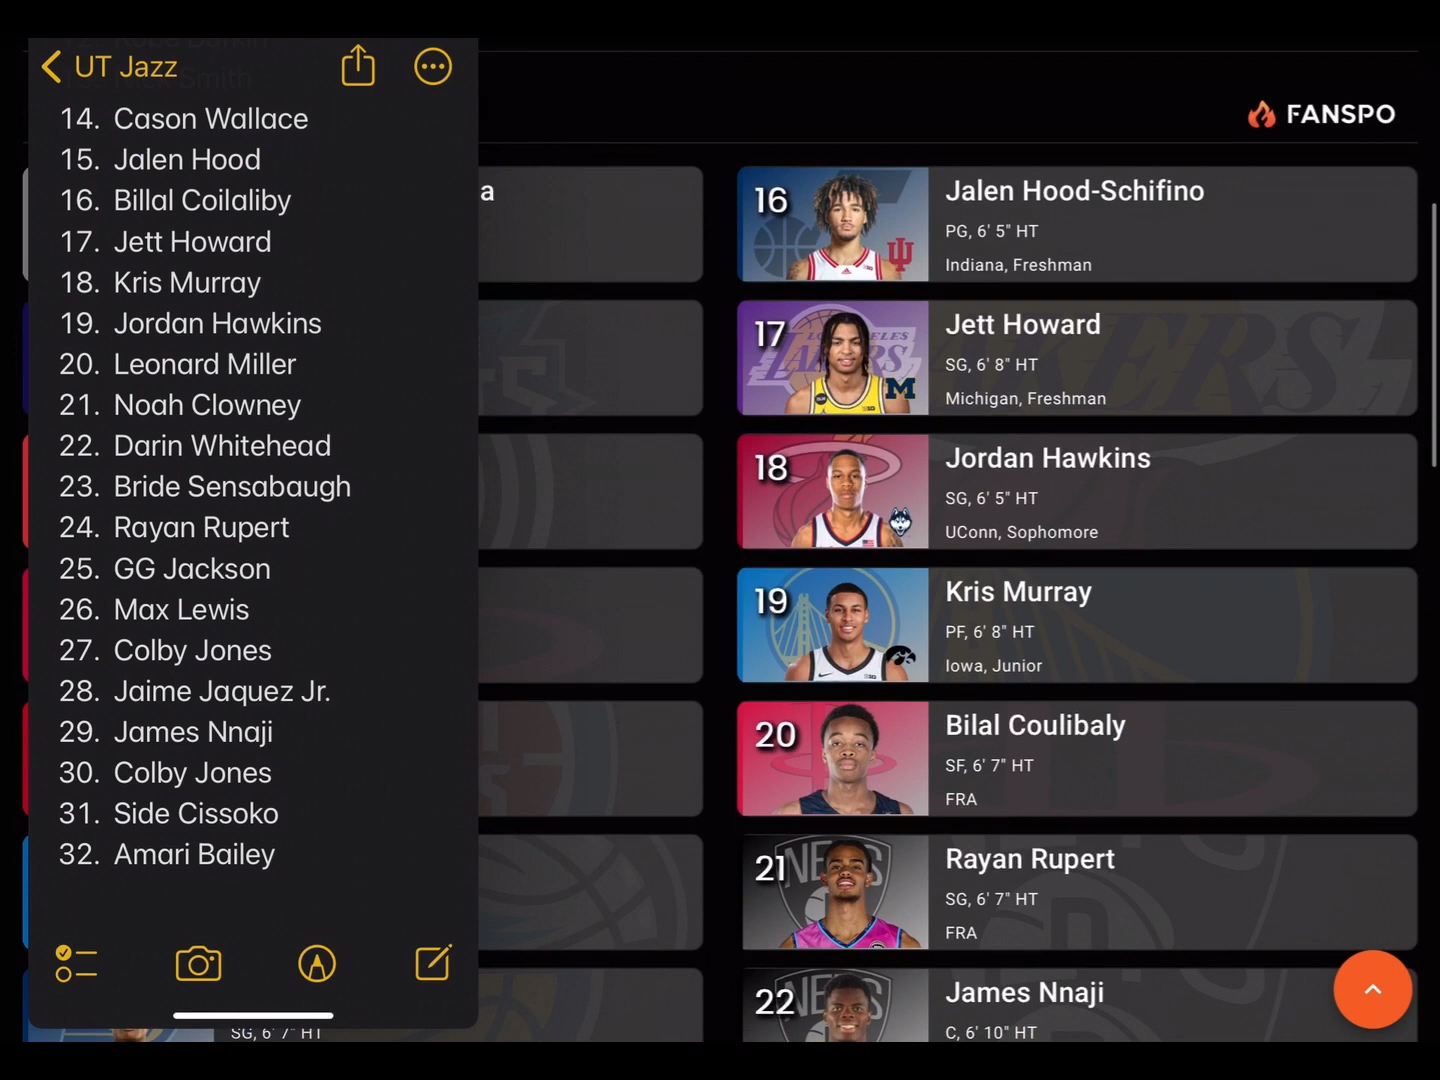 UT Jazz
14. Cason Wallace
15. Jalen Hood
16. Billal Coilaliby
17. Jett Howard
18. Kris Murray
19. Jordan Hawkins
20. Leonard Miller
21. Noah Clowney
22. Darin Whitehead
23. Bride Sensabaugh
24. Rayan Rupert
25. GG Jackson
26. Max Lewis
27. Colby Jones
28. Jaime Jaquez Jr.
29. James Nnaji
30. Colby Jones
31. Side Cissoko
32. Amari Bailey
SG, 6' 7" HT
a
FANSPO
16
Jalen Hood-Schifino
PG, 6' 5" HT
Indiana, Freshman
17
Jett Howard
SG, 6' 8" HT
Michigan, Freshman
18
Jordan Hawkins
SG, 6' 5" HT
UConn, Sophomore
19
Kris Murray
PF, 6' 8" HT
Iowa, Junior
20
Bilal Coulibaly
SF, 6' 7" HT
FRA
21
Rayan Rupert
SG, 6' 7" HT
FRA
22
James Nnaji
C, 6' 10" HT